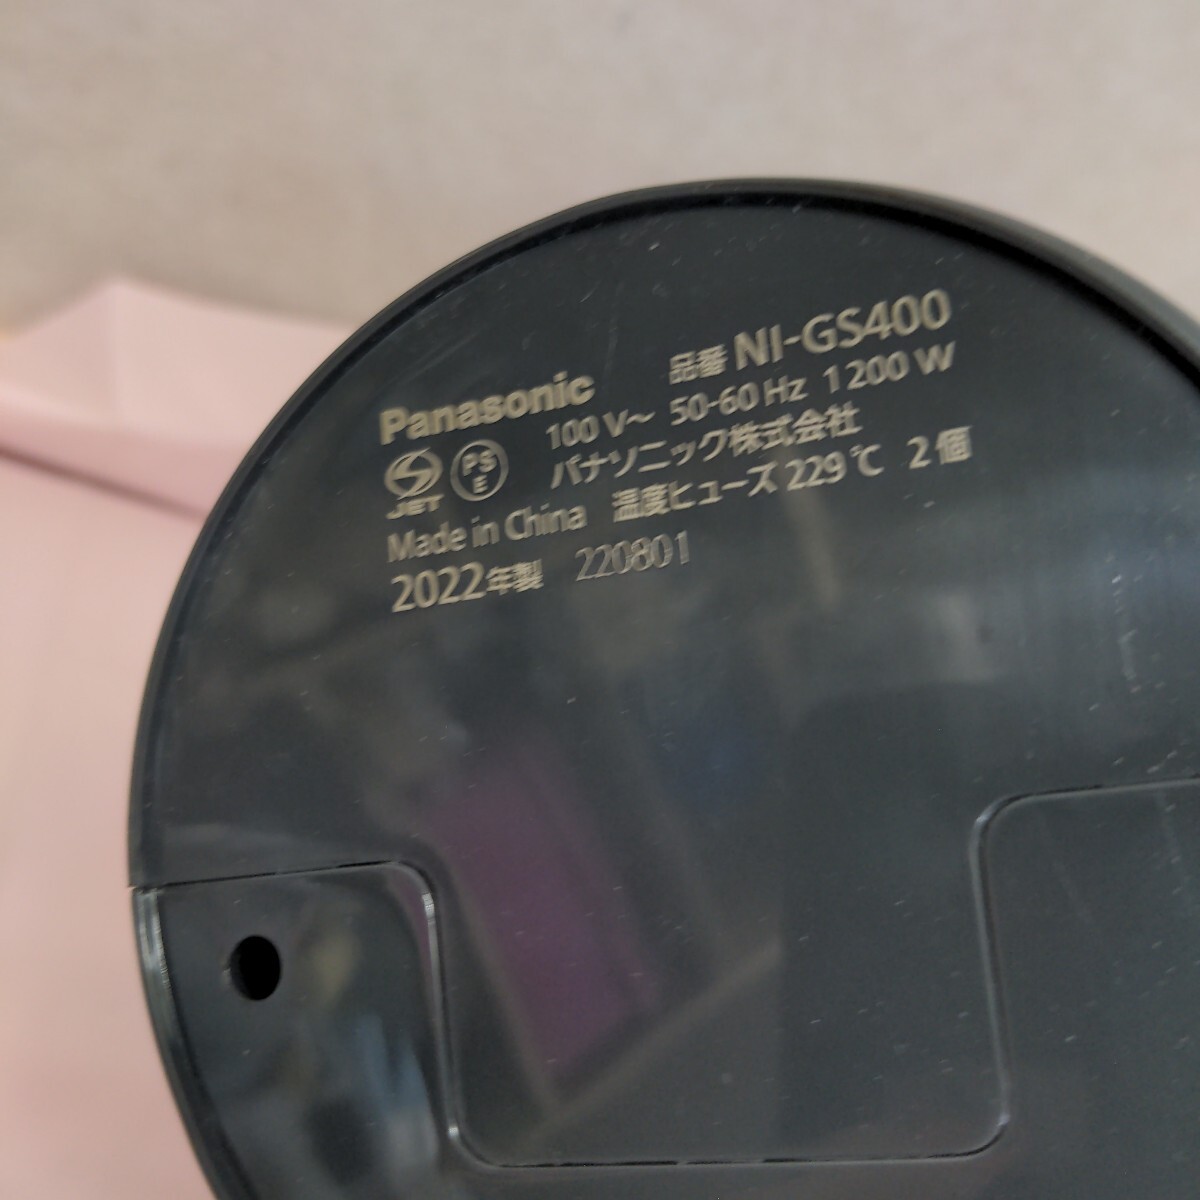 Panasonic 品番 NI-GS400
100 V~ 50-60 Hz 1200 W
JET PS E パナソニック株式会社
Made in China 温度ヒューズ 229℃ 2個
2022年製 220801